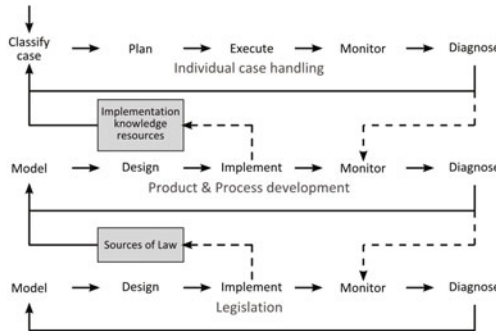 Classify
case Plan Execute Monitor Diagnose
Individual case handling
Implementation
knowledge
resources
Model Design Implement Monitor Diagnose
Product & Process development
Sources of Law
Model Design Implement Monitor Diagnose
Legislation